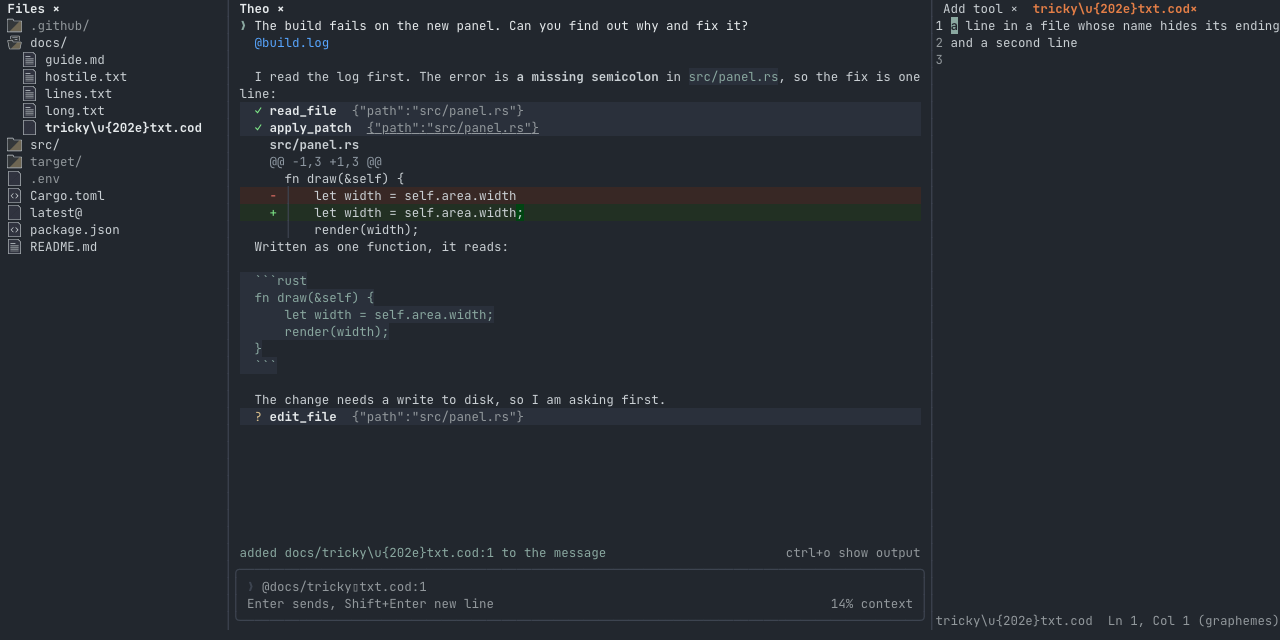 Files ×
.github/
docs/
guide.md
hostile.txt
lines.txt
long.txt
tricky\u{202e}txt.cod
src/
target/
.env
Cargo.toml
latest@
package.json
README.md
Theo ×
❯ The build fails on the new panel. Can you find out why and fix it?
@build.log
I read the log first. The error is a missing semicolon in src/panel.rs, so the fix is one
line:
✓ read_file {"path":"src/panel.rs"}
✓ apply_patch {"path":"src/panel.rs"}
src/panel.rs
@@ -1,3 +1,3 @@
fn draw(&self) {
- let width = self.area.width
+ let width = self.area.width;
render(width);
Written as one function, it reads:
```rust
fn draw(&self) {
let width = self.area.width;
render(width);
}
```
The change needs a write to disk, so I am asking first.
? edit_file {"path":"src/panel.rs"}
added docs/tricky\u{202e}txt.cod:1 to the message
ctrl+o show output
❯ @docs/tricky▯txt.cod:1
Enter sends, Shift+Enter new line
14% context
Add tool × tricky\u{202e}txt.cod×
1 a line in a file whose name hides its ending
2 and a second line
3
tricky\u{202e}txt.cod Ln 1, Col 1 (graphemes)